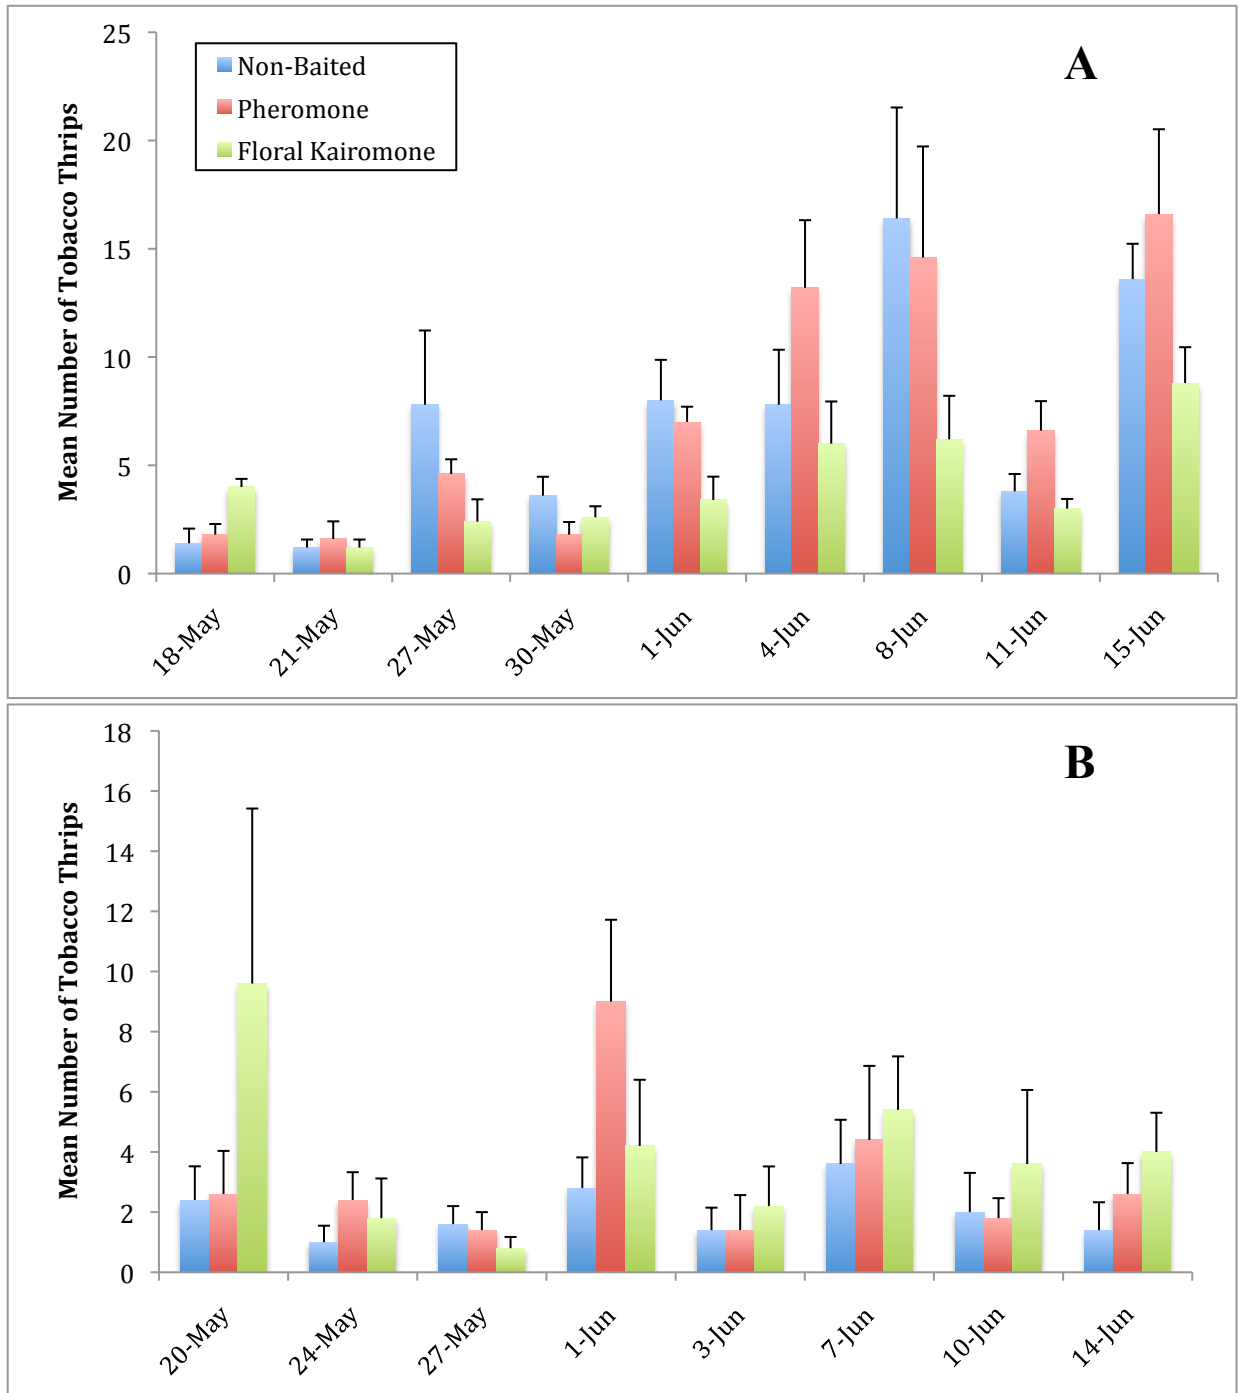 A
Mean Number of Tobacco Thrips
25
20
15
10
5
0
Non-Baited
Pheromone
Floral Kairomone
18-May
21-May
27-May
30-May
1-Jun
4-Jun
8-Jun
11-Jun
15-Jun
B
Mean Number of Tobacco Thrips
18
16
14
12
10
8
6
4
2
0
20-May
24-May
27-May
1-Jun
3-Jun
7-Jun
10-Jun
14-Jun